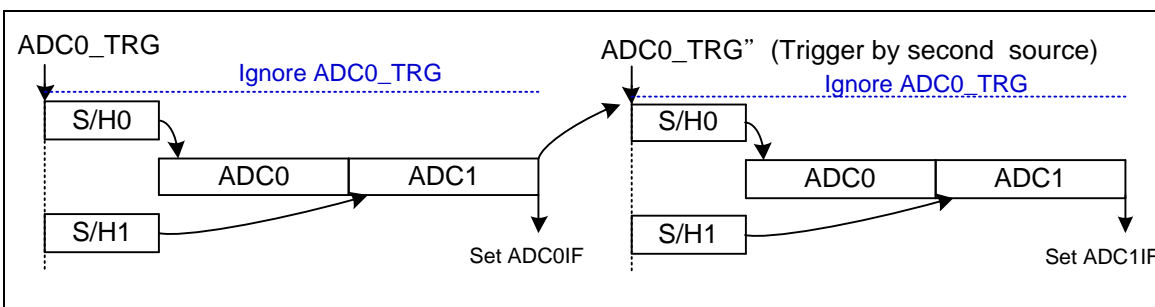 ADC0_TRG
ADC0_TRG” (Trigger by second source)
Ignore ADC0_TRG
Ignore ADC0_TRG
S/H0
S/H0
ADC0
ADC1
ADC0
ADC1
S/H1
S/H1
Set ADC0IF
Set ADC1IF